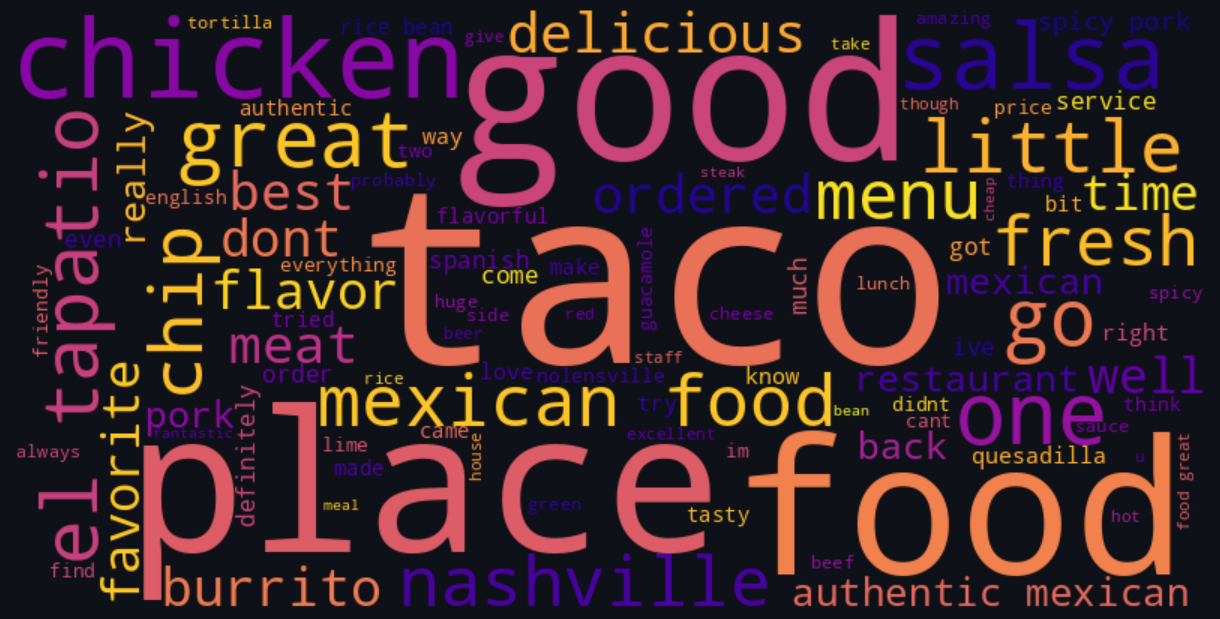 tortilla
rice bean
give
delicious
take
amazing
spicy pork
chicken
good
salsa
authentic
though
price
service
great
way
two
little
el tapatio
really
english
best
probably
steak
ordered
menu
cheap
thing
bit
time
flavorful
taco
even
chip
dont
everything
spanish
come
make
guacamole
much
lunch
got
fresh
mexican
spicy
friendly
flavor
huge
side
red
cheese
go
right
tried
beer
meat
staff
ive
order
rice
love
nolensville
know
restaurant
well
favorite
pork
definitely
mexican food
try
bean
didnt
cant
one
think
sauce
fantastic
lime
came
house
excellent
im
back
quesadilla
u
always
place
made
food
food great
meal
green
tasty
hot
find
burrito
nashville
beef
authentic mexican